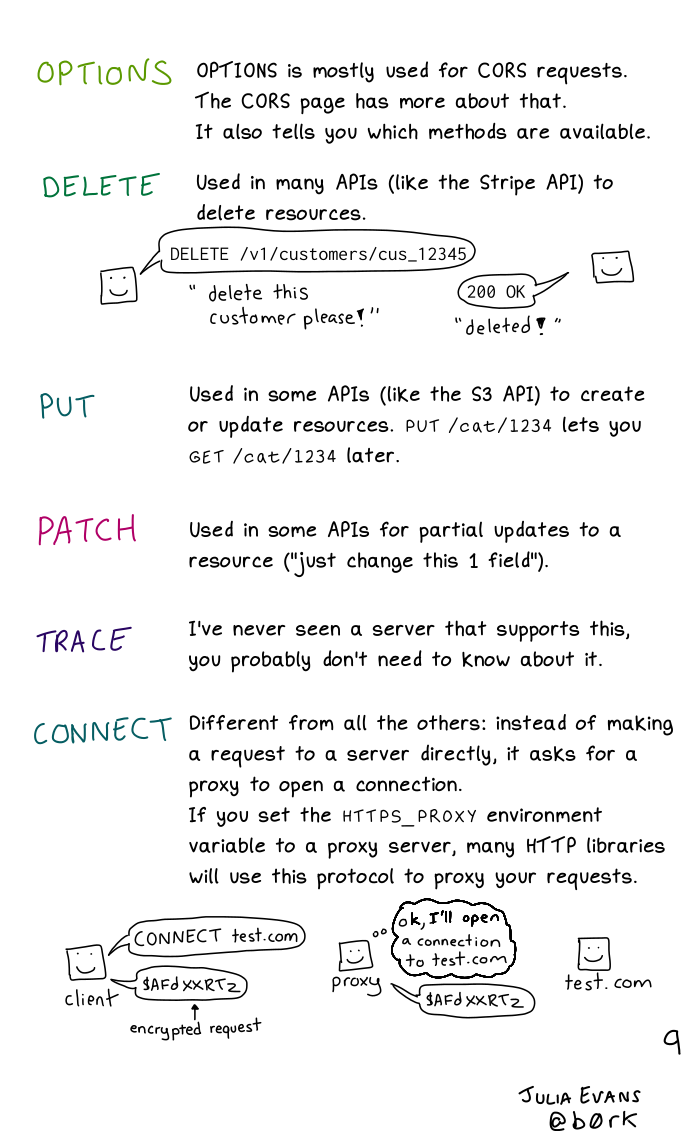 OPTIONS
OPTIONS is mostly used for CORS requests.
The CORS page has more about that.
It also tells you which methods are available.
DELETE
Used in many APIs (like the Stripe API) to
delete resources.
DELETE /v1/customers/cus_12345
" delete this
customer please! "
200 OK
"deleted! "
PUT
Used in some APIs (like the S3 API) to create
or update resources. PUT /cat/1234 lets you
GET /cat/1234 later.
PATCH
Used in some APIs for partial updates to a
resource ("just change this 1 field").
TRACE
I've never seen a server that supports this,
you probably don't need to know about it.
CONNECT
Different from all the others: instead of making
a request to a server directly, it asks for a
proxy to open a connection.
If you set the HTTPS_PROXY environment
variable to a proxy server, many HTTP libraries
will use this protocol to proxy your requests.
CONNECT test.com
client
$AFdXXRTZ
encrypted request
ok, I'll open
a connection
to test.com
proxy
$AFdXXRTZ
test.com
9
JULIA EVANS
@b0rk